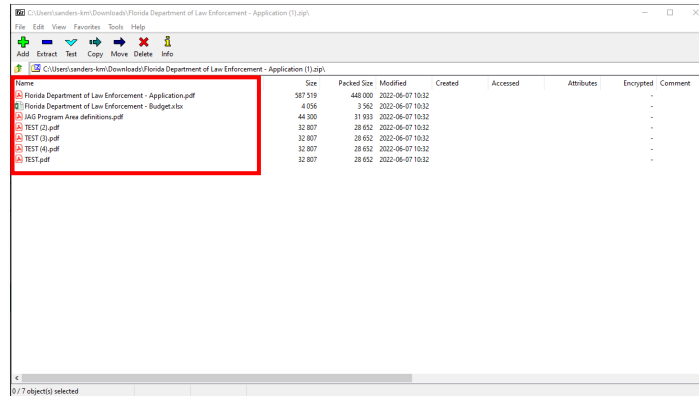 C:\Users\sanders-km\Downloads\Florida Department of Law Enforcement - Application (1).zip\
File Edit View Favorites Tools Help
Add Extract Test Copy Move Delete Info
C:\Users\sanders-km\Downloads\Florida Department of Law Enforcement - Application (1).zip\
Name Size Packed Size Modified Created Accessed Attributes Encrypted Comment
Florida Department of Law Enforcement - Application.pdf 587 519 448 000 2022-06-07 10:32 -
Florida Department of Law Enforcement - Budget.xlsx 4 056 3 562 2022-06-07 10:32 -
JAG Program Area definitions.pdf 44 300 31 933 2022-06-07 10:32 -
TEST (2).pdf 32 807 28 652 2022-06-07 10:32 -
TEST (3).pdf 32 807 28 652 2022-06-07 10:32 -
TEST (4).pdf 32 807 28 652 2022-06-07 10:32 -
TEST.pdf 32 807 28 652 2022-06-07 10:32 -
0 / 7 object(s) selected